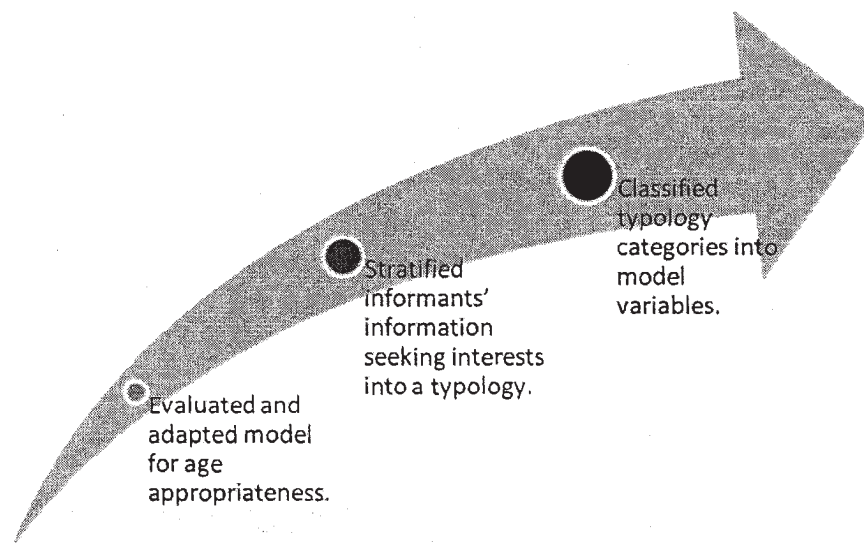 Evaluated and
adapted model
for age
appropriateness.
Stratified
informants'
information
seeking interests
into a typology.
Classified
typology
categories into
model
variables.